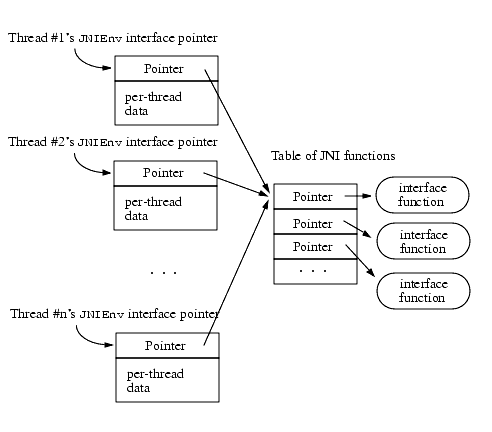 Thread #1's JNIEnv interface pointer
Pointer
per-thread
data
Thread #2's JNIEnv interface pointer
Pointer
per-thread
data
. . .
Thread #n's JNIEnv interface pointer
Pointer
per-thread
data
Table of JNI functions
Pointer
Pointer
Pointer
. . .
interface
function
interface
function
interface
function